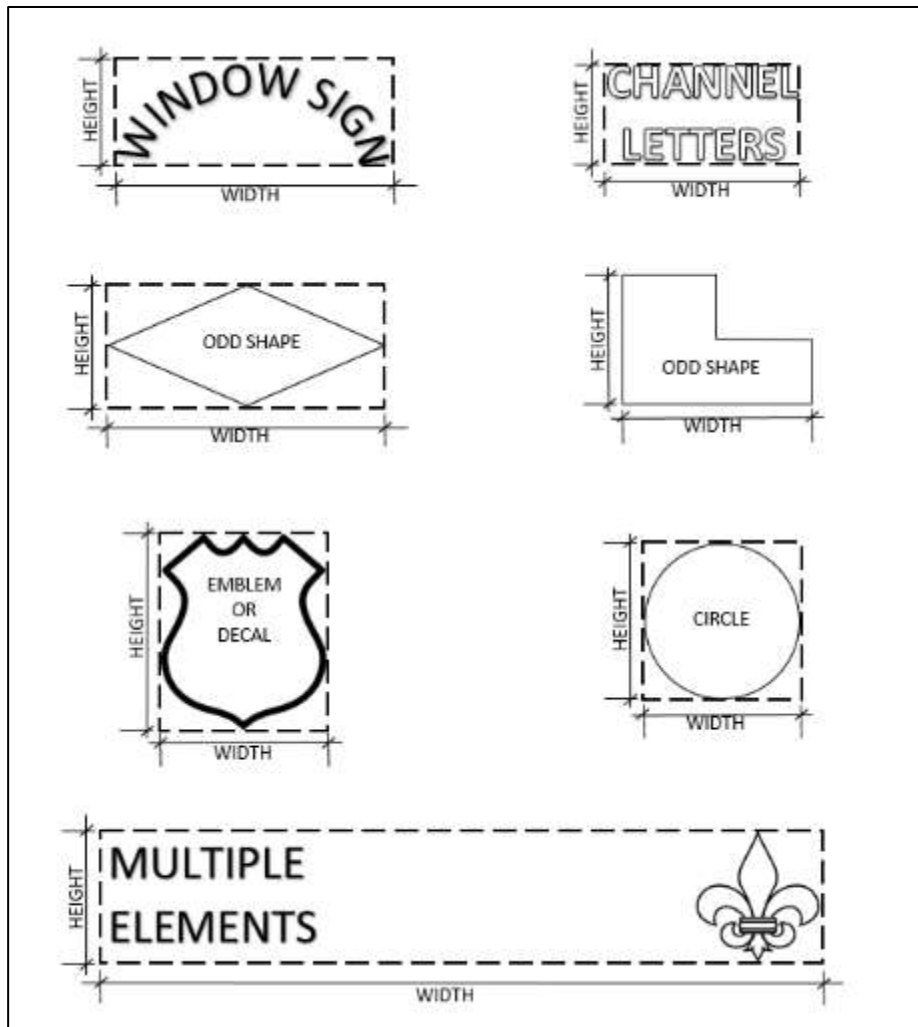 HEIGHT
WINDOW SIGN
WIDTH
HEIGHT
CHANNEL
LETTERS
WIDTH
HEIGHT
ODD SHAPE
WIDTH
HEIGHT
ODD SHAPE
WIDTH
HEIGHT
EMBLEM
OR
DECAL
WIDTH
HEIGHT
CIRCLE
WIDTH
HEIGHT
MULTIPLE
ELEMENTS
WIDTH